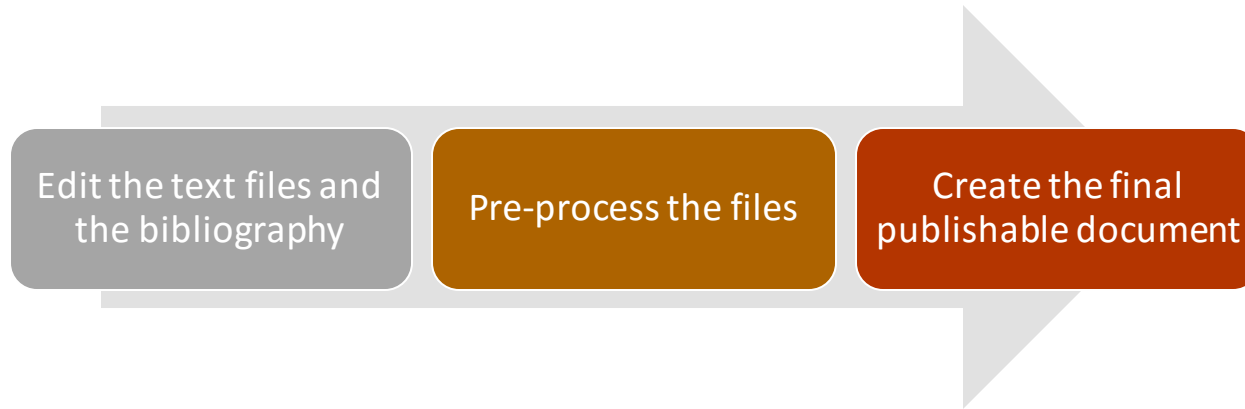 Edit the text files and
the bibliography
Pre-process the files
Create the final
publishable document